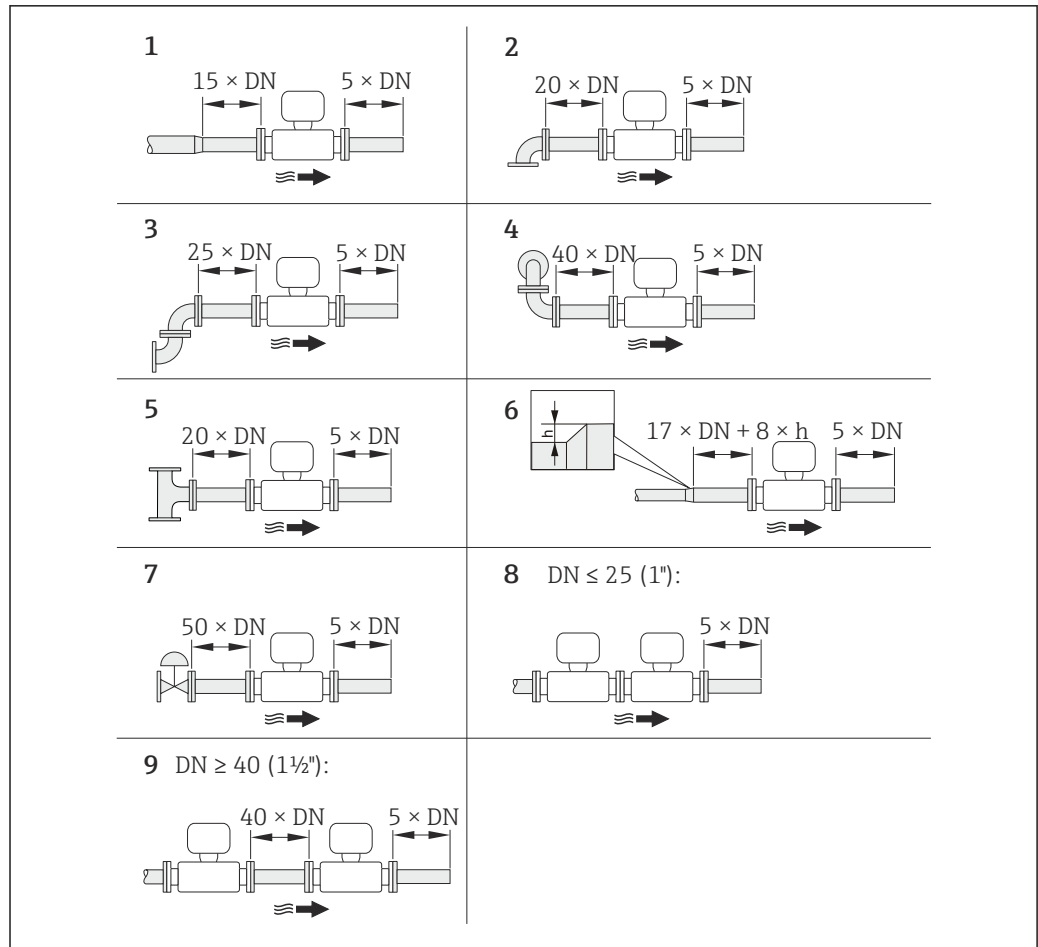 1
15 × DN 5 × DN
2
20 × DN 5 × DN
3
25 × DN 5 × DN
4
40 × DN 5 × DN
5
20 × DN 5 × DN
6
h
17 × DN + 8 × h 5 × DN
7
50 × DN 5 × DN
8 DN ≤ 25 (1"):
5 × DN
9 DN ≥ 40 (1½"):
40 × DN 5 × DN